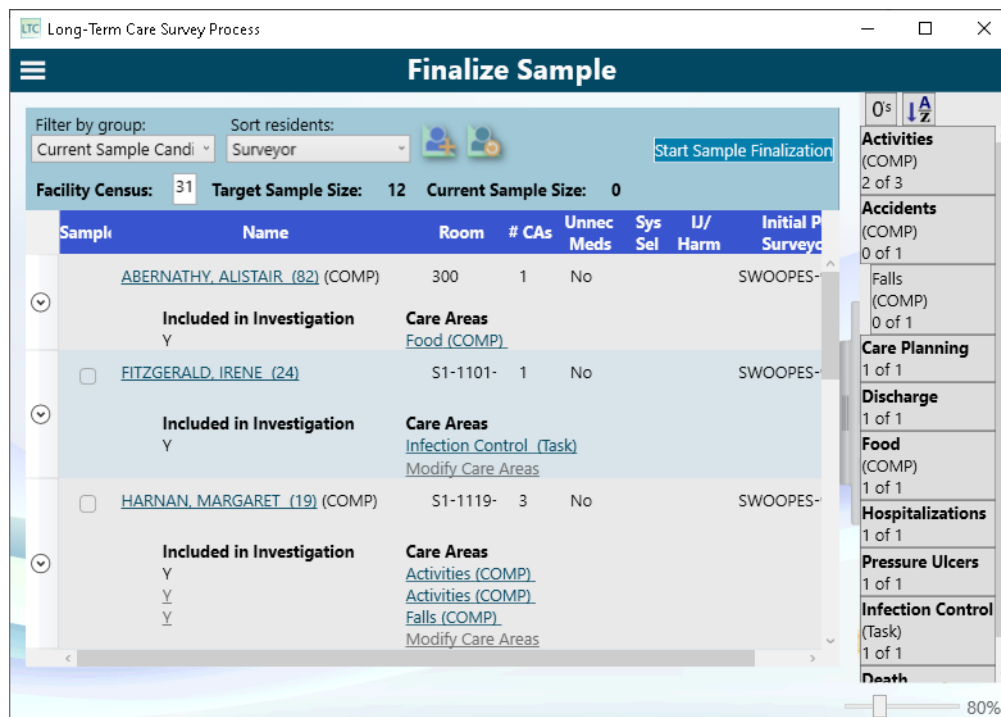 LTC Long-Term Care Survey Process
Finalize Sample
Filter by group:
Sort residents:
Current Sample Candi
Surveyor
Start Sample Finalization
Facility Census: 31 Target Sample Size: 12 Current Sample Size: 0
Sample Name Room # CAs Unnec Meds Sys Sel IJ/ Harm Initial P Surveyo
ABERNATHY, ALISTAIR (82) (COMP) 300 1 No SWOOPES-
Included in Investigation Care Areas
Y Food (COMP)
FITZGERALD, IRENE (24) S1-1101- 1 No SWOOPES-
Included in Investigation Care Areas
Y Infection Control (Task)
Modify Care Areas
HARNAN, MARGARET (19) (COMP) S1-1119- 3 No SWOOPES-
Included in Investigation Care Areas
Y Activities (COMP)
Y Activities (COMP)
Y Falls (COMP)
Modify Care Areas
0's A Z
Activities
(COMP)
2 of 3
Accidents
(COMP)
0 of 1
Falls
(COMP)
0 of 1
Care Planning
1 of 1
Discharge
1 of 1
Food
(COMP)
1 of 1
Hospitalizations
1 of 1
Pressure Ulcers
1 of 1
Infection Control
(Task)
1 of 1
Death
80%